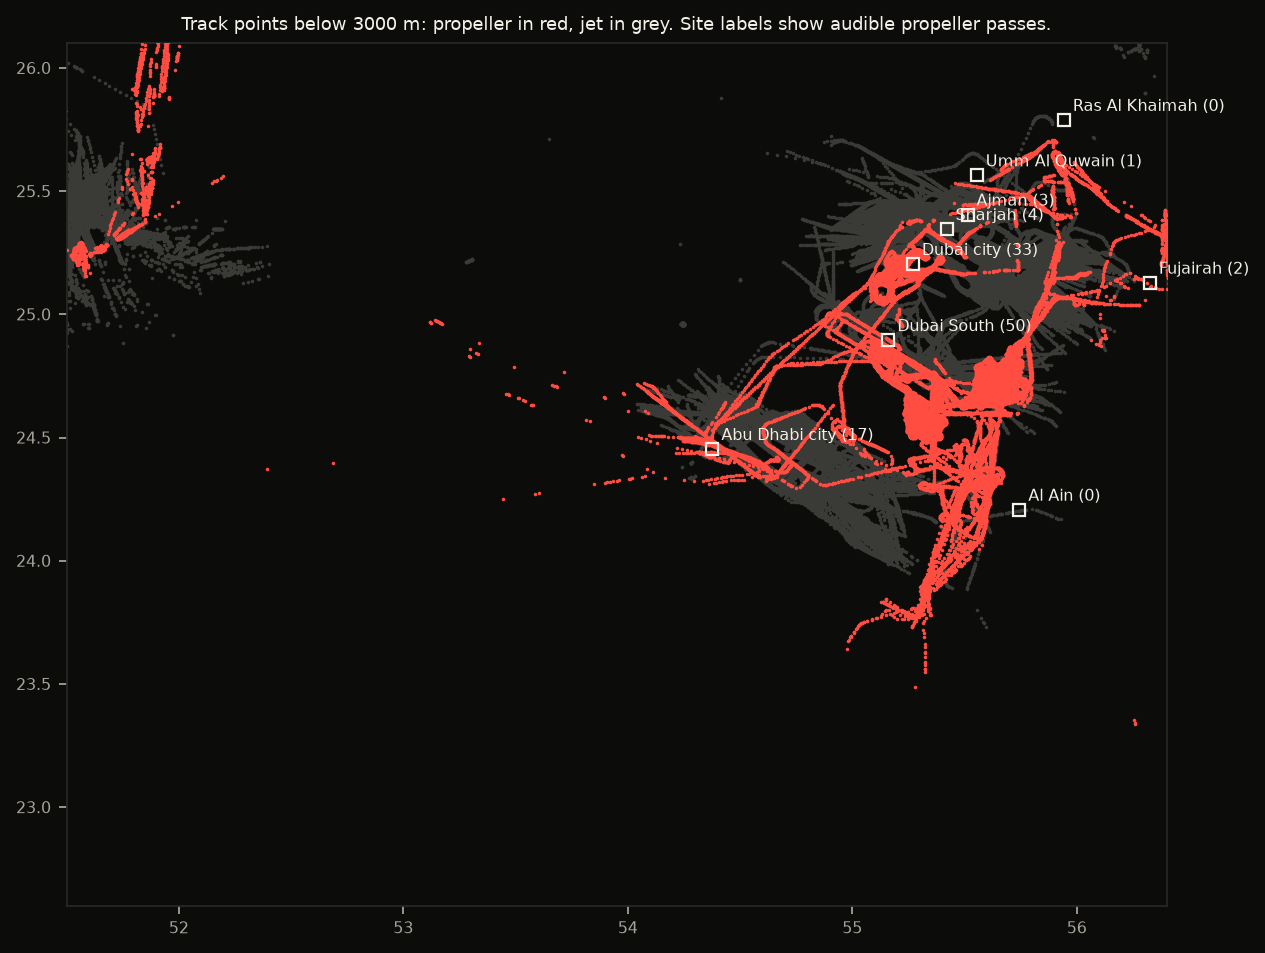 Track points below 3000 m: propeller in red, jet in grey. Site labels show audible propeller passes.
26.0
Ras Al Khaimah (0)
Umm Al Quwain (1)
25.5
Ajman (3)
Sharjah (4)
Dubai city (33)
Fujairah (2)
25.0
Dubai South (50)
24.5
Abu Dhabi city (17)
Al Ain (0)
24.0
23.5
23.0
52 53 54 55 56